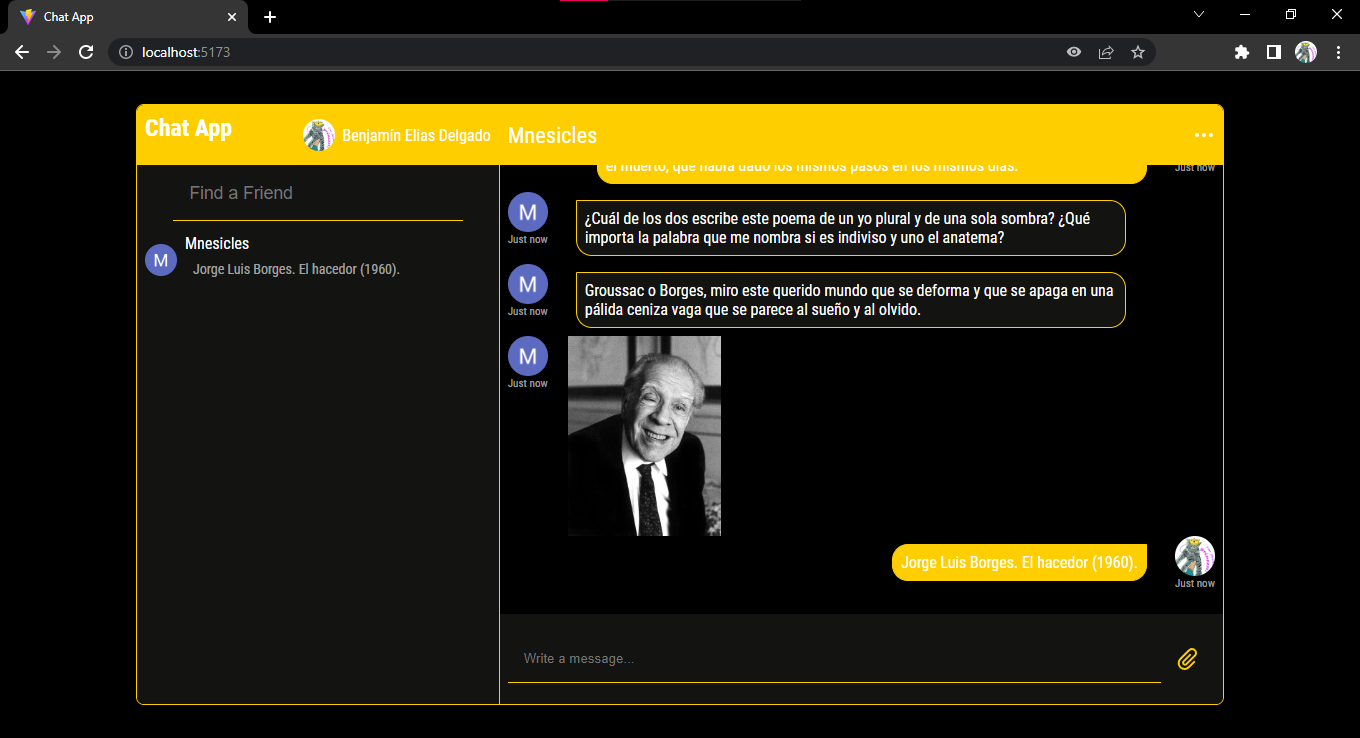 Chat App
localhost:5173
Chat App
Benjamín Elias Delgado
Mnesicles
Find a Friend
M
Mnesicles
Jorge Luis Borges. El hacedor (1960).
el muerto, que habrá dado los mismos pasos en los mismos días.
Just now
M
Just now
¿Cuál de los dos escribe este poema de un yo plural y de una sola sombra? ¿Qué
importa la palabra que me nombra si es indiviso y uno el anatema?
M
Just now
Groussac o Borges, miro este querido mundo que se deforma y que se apaga en una
pálida ceniza vaga que se parece al sueño y al olvido.
M
Just now
Jorge Luis Borges. El hacedor (1960).
Just now
Write a message...